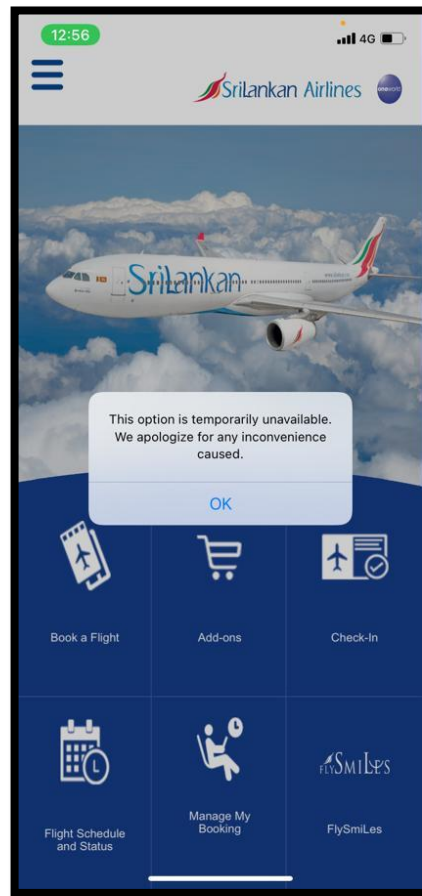 12:56
4G
SriLankan Airlines
oneworld
SriLankan
This option is temporarily unavailable.
We apologize for any inconvenience
caused.
OK
Book a Flight
Add-ons
Check-In
Flight Schedule
and Status
Manage My
Booking
FLYSMILES
FlySmiLes